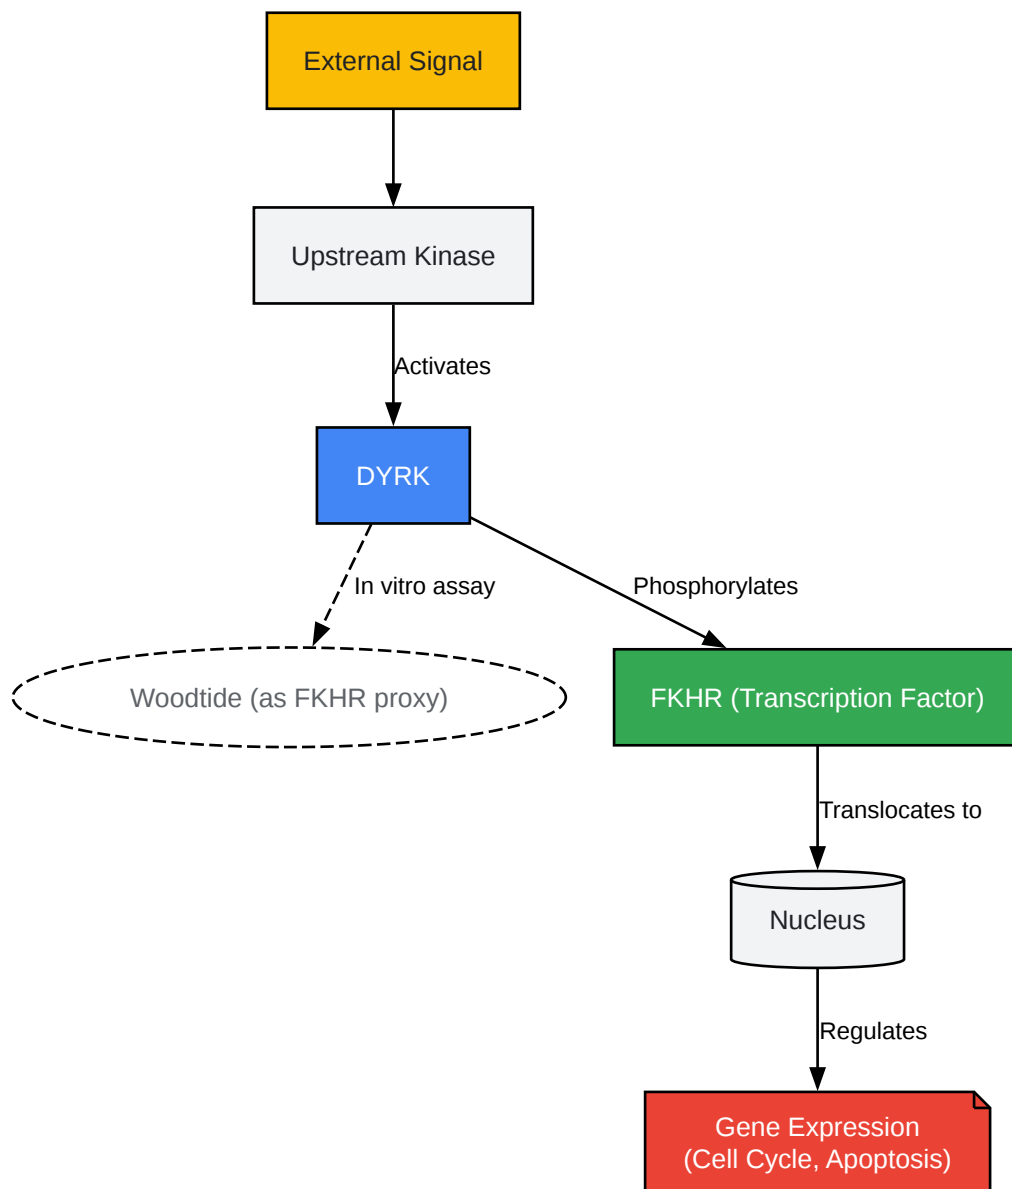 External Signal
Upstream Kinase
Activates
DYRK
In vitro assay
Phosphorylates
Woodtide (as FKHR proxy)
FKHR (Transcription Factor)
Translocates to
Nucleus
Regulates
Gene Expression
(Cell Cycle, Apoptosis)